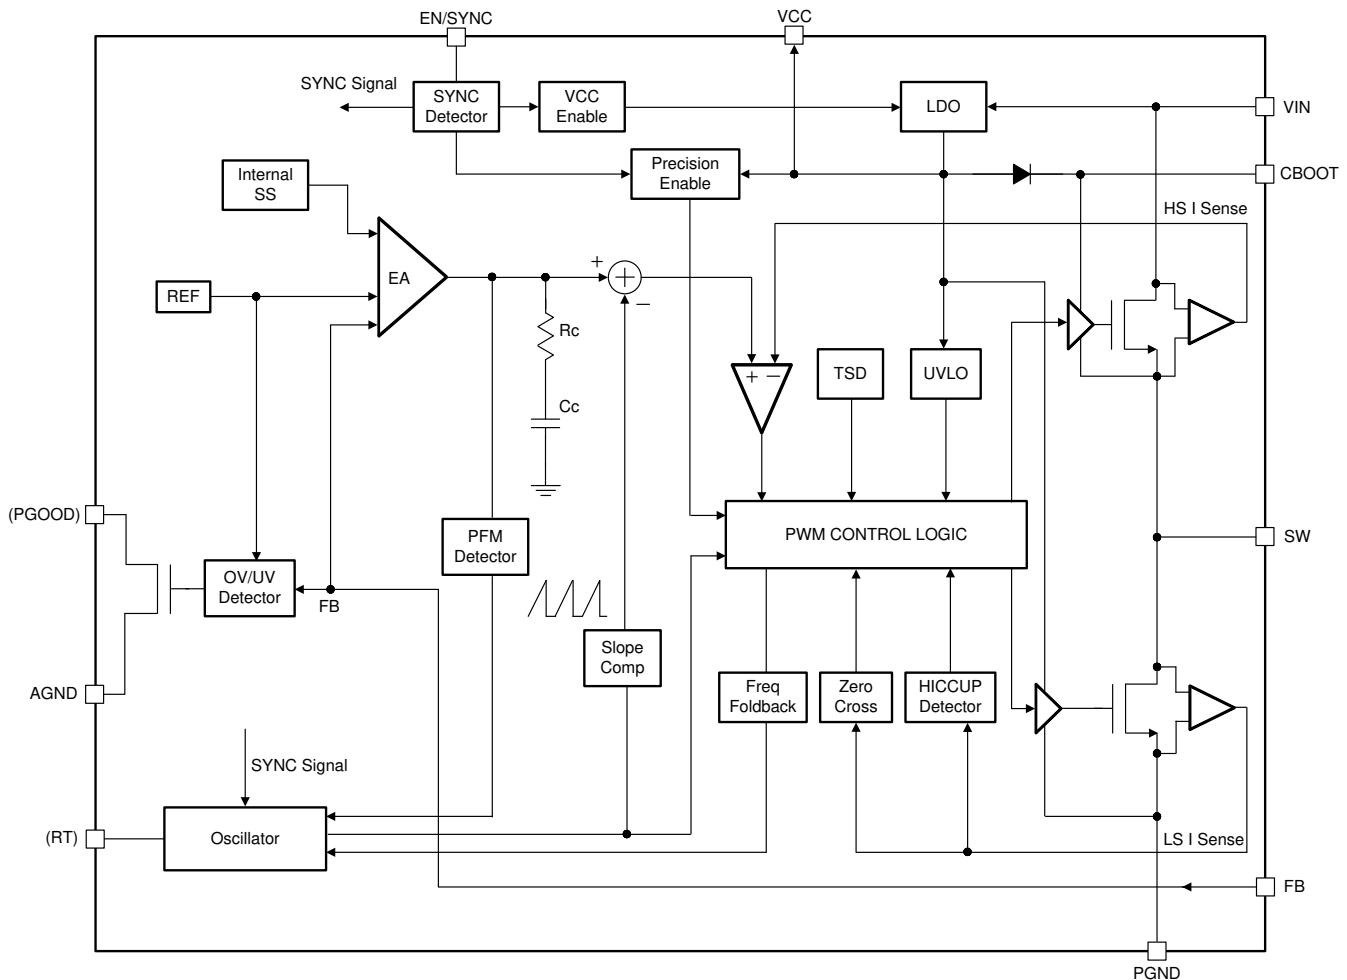 EN/SYNC
VCC
SYNC Signal
SYNC
Detector
VCC
Enable
LDO
VIN
Internal
SS
Precision
Enable
CBOOT
HS I Sense
+
EA
+
−
REF
Rc
+ −
TSD
UVLO
Cc
(PGOOD)
PFM
Detector
PWM CONTROL LOGIC
SW
OV/UV
Detector
FB
Slope
Comp
AGND
Freq
Foldback
Zero
Cross
HICCUP
Detector
SYNC Signal
(RT)
Oscillator
LS I Sense
FB
PGND